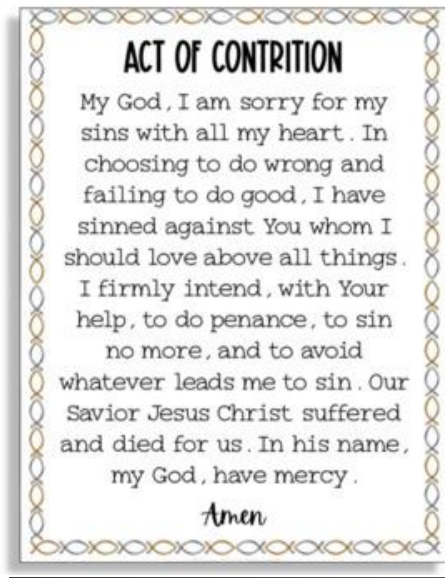 ACT OF CONTRITION
My God, I am sorry for my
sins with all my heart. In
choosing to do wrong and
failing to do good, I have
sinned against You whom I
should love above all things.
I firmly intend, with Your
help, to do penance, to sin
no more, and to avoid
whatever leads me to sin. Our
Savior Jesus Christ suffered
and died for us. In his name,
my God, have mercy.
Amen